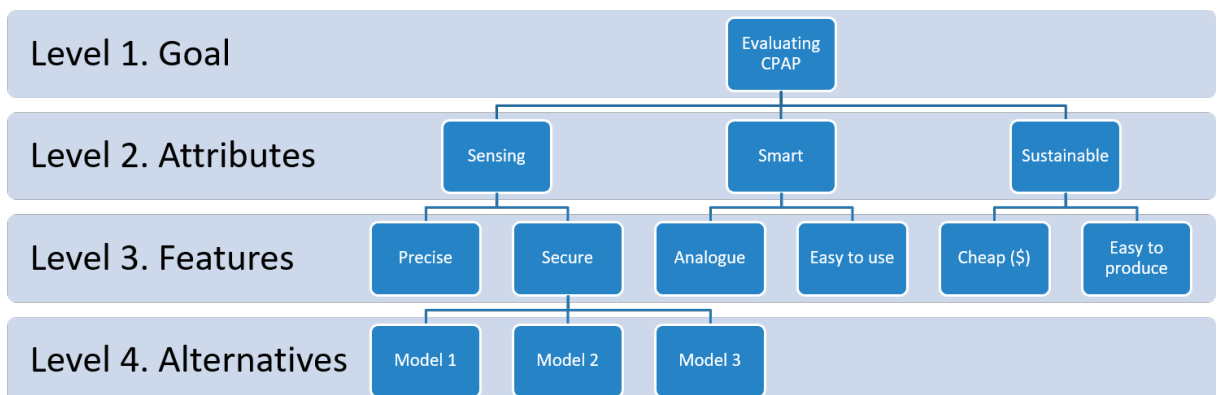 Level 1. Goal
Evaluating
CPAP
Level 2. Attributes
Sensing
Smart
Sustainable
Level 3. Features
Precise
Secure
Analogue
Easy to use
Cheap ($)
Easy to
produce
Level 4. Alternatives
Model 1
Model 2
Model 3